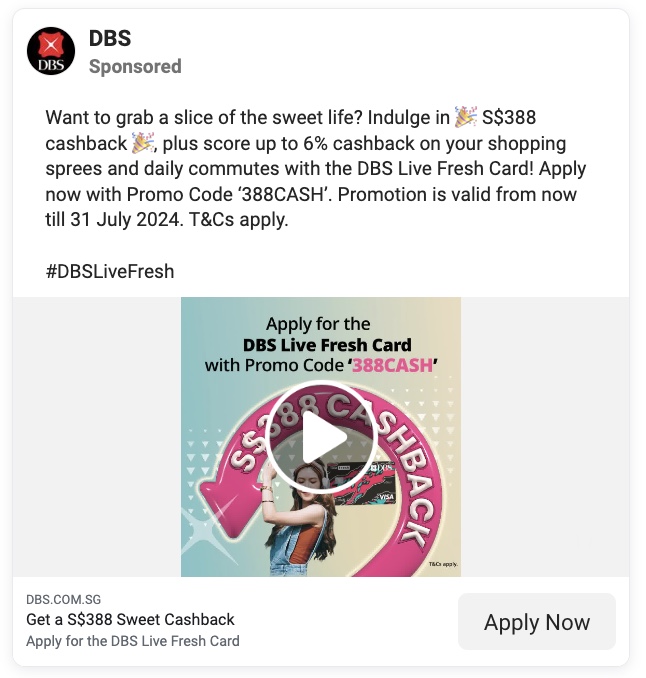 DBS
DBS
Sponsored
Want to grab a slice of the sweet life? Indulge in 🎉 S$388
cashback 🎉, plus score up to 6% cashback on your shopping
sprees and daily commutes with the DBS Live Fresh Card! Apply
now with Promo Code ‘388CASH’. Promotion is valid from now
till 31 July 2024. T&Cs apply.
#DBSLiveFresh
Apply for the
DBS Live Fresh Card
with Promo Code ‘388CASH’
S$388 CASHBACK
DBS
VISA
T&Cs apply.
DBS.COM.SG
Get a S$388 Sweet Cashback
Apply for the DBS Live Fresh Card
Apply Now